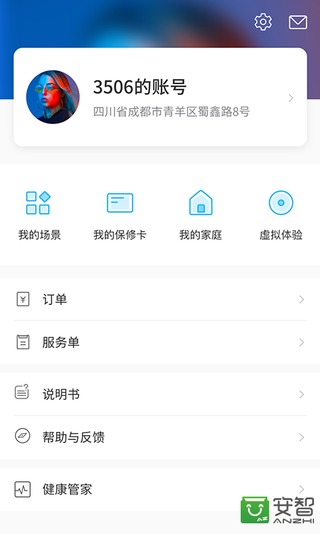 3506的账号
四川省成都市青羊区蜀鑫路8号
我的场景
我的保修卡
我的家庭
虚拟体验
订单
服务单
说明书
帮助与反馈
健康管家
安智
AZ
ANZHI